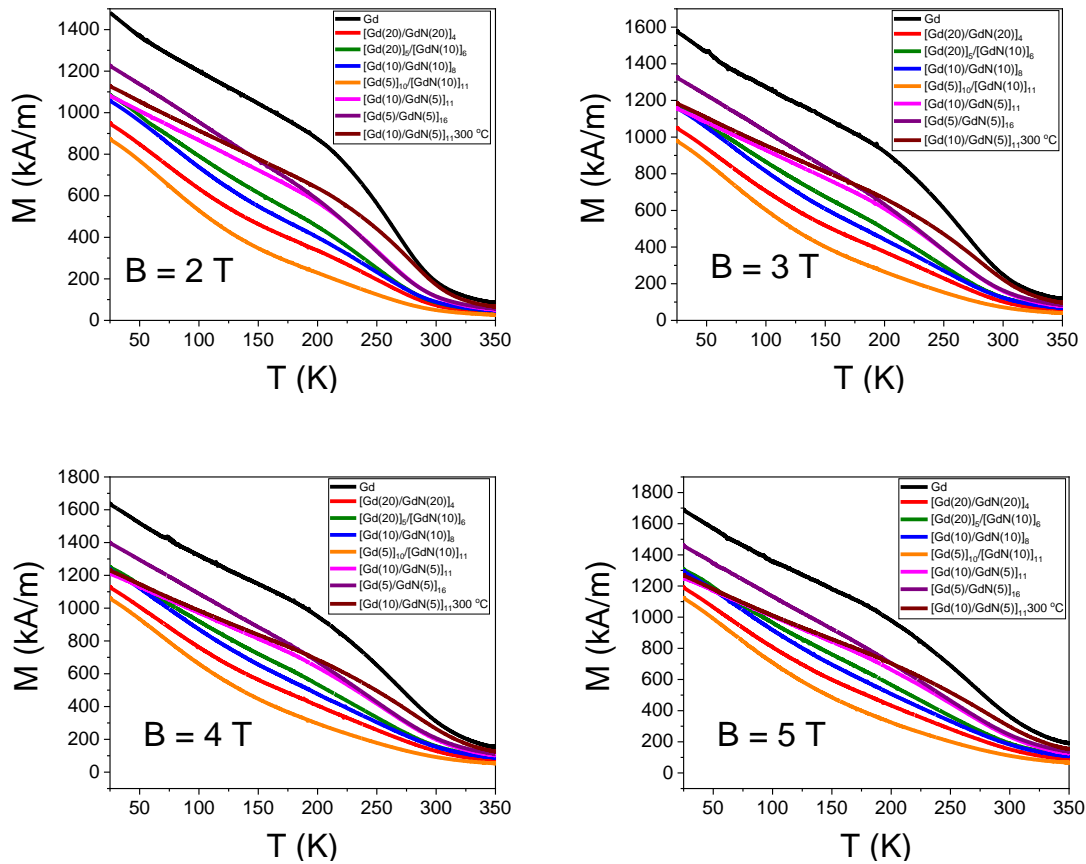 1400
1200
1000
800
600
400
200
0
M (kA/m)
Gd
[Gd(20)/GdN(20)]4
[Gd(20)]5/[GdN(10)]6
[Gd(10)/GdN(10)]8
[Gd(5)]10/[GdN(10)]11
[Gd(10)/GdN(5)]11
[Gd(5)/GdN(5)]16
[Gd(10)/GdN(5)]11300 °C
B = 2 T
50 100 150 200 250 300 350
T (K)
1600
1400
1200
1000
800
600
400
200
0
M (kA/m)
Gd
[Gd(20)/GdN(20)]4
[Gd(20)]5/[GdN(10)]6
[Gd(10)/GdN(10)]8
[Gd(5)]10/[GdN(10)]11
[Gd(10)/GdN(5)]11
[Gd(5)/GdN(5)]16
[Gd(10)/GdN(5)]11300 °C
B = 3 T
50 100 150 200 250 300 350
T (K)
1800
1600
1400
1200
1000
800
600
400
200
0
M (kA/m)
Gd
[Gd(20)/GdN(20)]4
[Gd(20)]5/[GdN(10)]6
[Gd(10)/GdN(10)]8
[Gd(5)]10/[GdN(10)]11
[Gd(10)/GdN(5)]11
[Gd(5)/GdN(5)]16
[Gd(10)/GdN(5)]11300 °C
B = 4 T
50 100 150 200 250 300 350
T (K)
1800
1600
1400
1200
1000
800
600
400
200
0
M (kA/m)
Gd
[Gd(20)/GdN(20)]4
[Gd(20)]5/[GdN(10)]6
[Gd(10)/GdN(10)]8
[Gd(5)]10/[GdN(10)]11
[Gd(10)/GdN(5)]11
[Gd(5)/GdN(5)]16
[Gd(10)/GdN(5)]11300 °C
B = 5 T
50 100 150 200 250 300 350
T (K)